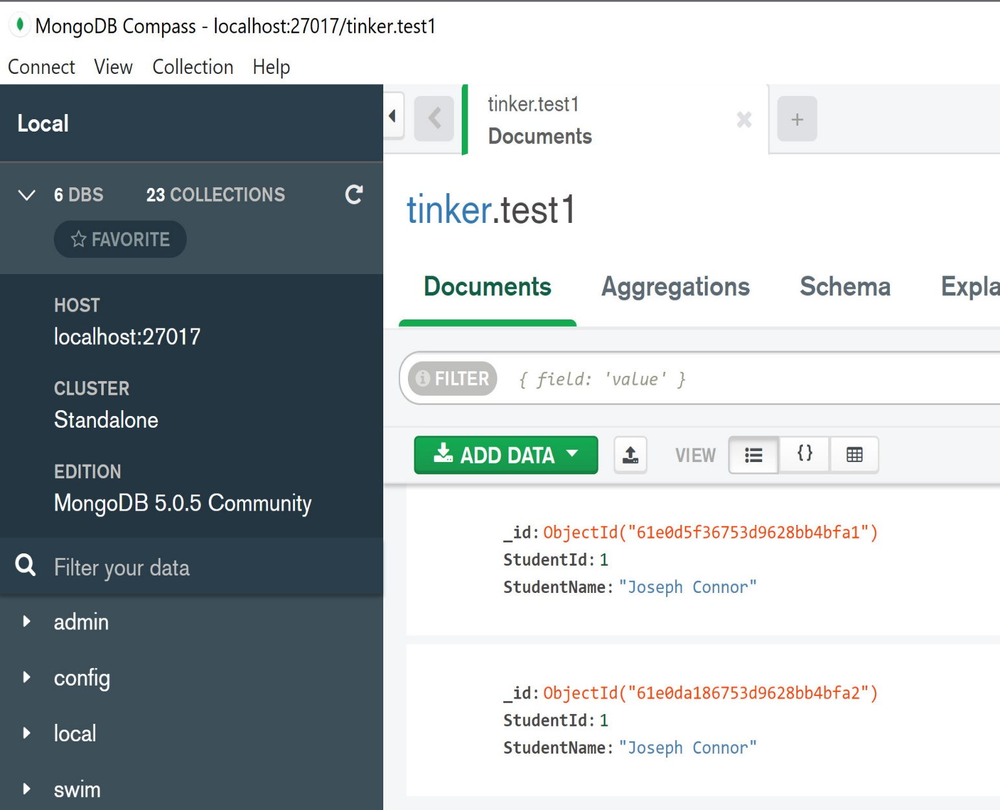 MongoDB Compass - localhost:27017/tinker.test1
Connect View Collection Help
Local
6 DBS 23 COLLECTIONS
FAVORITE
HOST
localhost:27017
CLUSTER
Standalone
EDITION
MongoDB 5.0.5 Community
Filter your data
admin
config
local
swim
tinker.test1
Documents
tinker.test1
Documents Aggregations Schema Expla
FILTER { field: 'value' }
ADD DATA VIEW {}
_id: ObjectId("61e0d5f36753d9628bb4bfa1")
StudentId: 1
StudentName: "Joseph Connor"
_id: ObjectId("61e0da186753d9628bb4bfa2")
StudentId: 1
StudentName: "Joseph Connor"